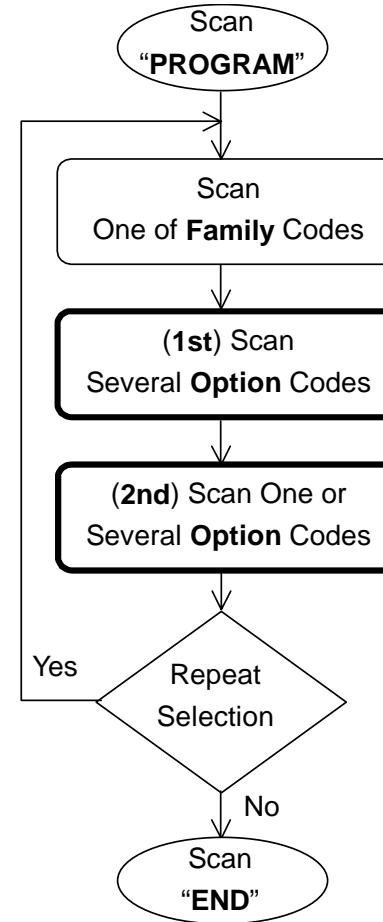 Scan
“PROGRAM”
Scan
One of Family Codes
(1st) Scan
Several Option Codes
(2nd) Scan One or
Several Option Codes
Yes
Repeat
Selection
No
Scan
“END”